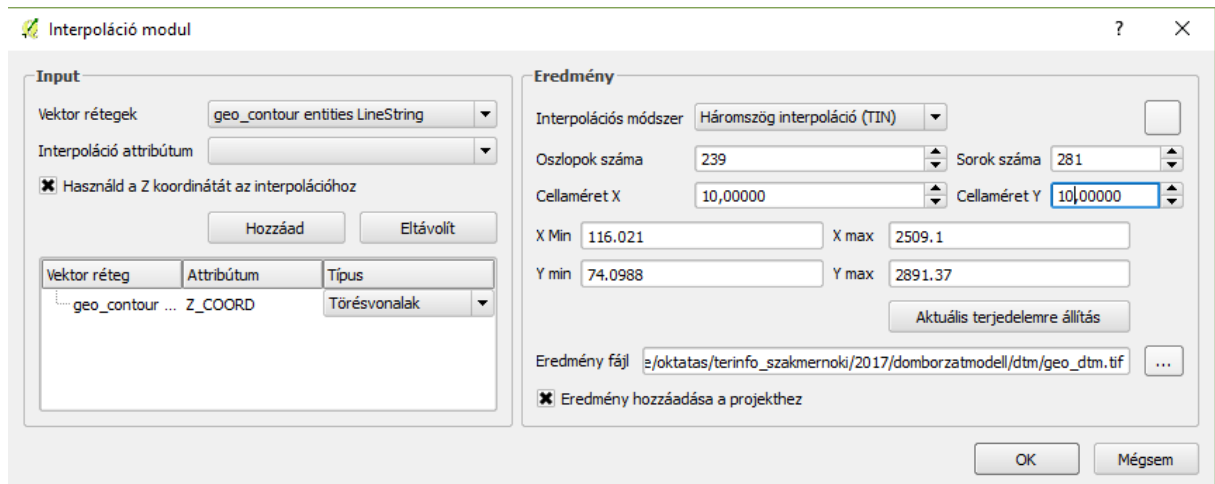 Interpoláció modul
?
Input
Vektor rétegek
geo_contour entities LineString
Interpoláció attribútum
Használd a Z koordinátát az interpolációhoz
Hozzáad
Eltávolít
Vektor réteg Attribútum Típus
geo_contour ... Z_COORD Törésvonalak
Eredmény
Interpolációs módszer Háromszög interpoláció (TIN)
Oszlopok száma 239 Sorok száma 281
Cellaméret X 10,00000 Cellaméret Y 10,00000
X Min 116.021 X max 2509.1
Y min 74.0988 Y max 2891.37
Aktuális terjedelemre állítás
Eredmény fájl e/oktatas/terinfo_szakmernoki/2017/domborzatmodell/dtm/geo_dtm.tif ...
Eredmény hozzáadása a projekthez
OK Mégsem